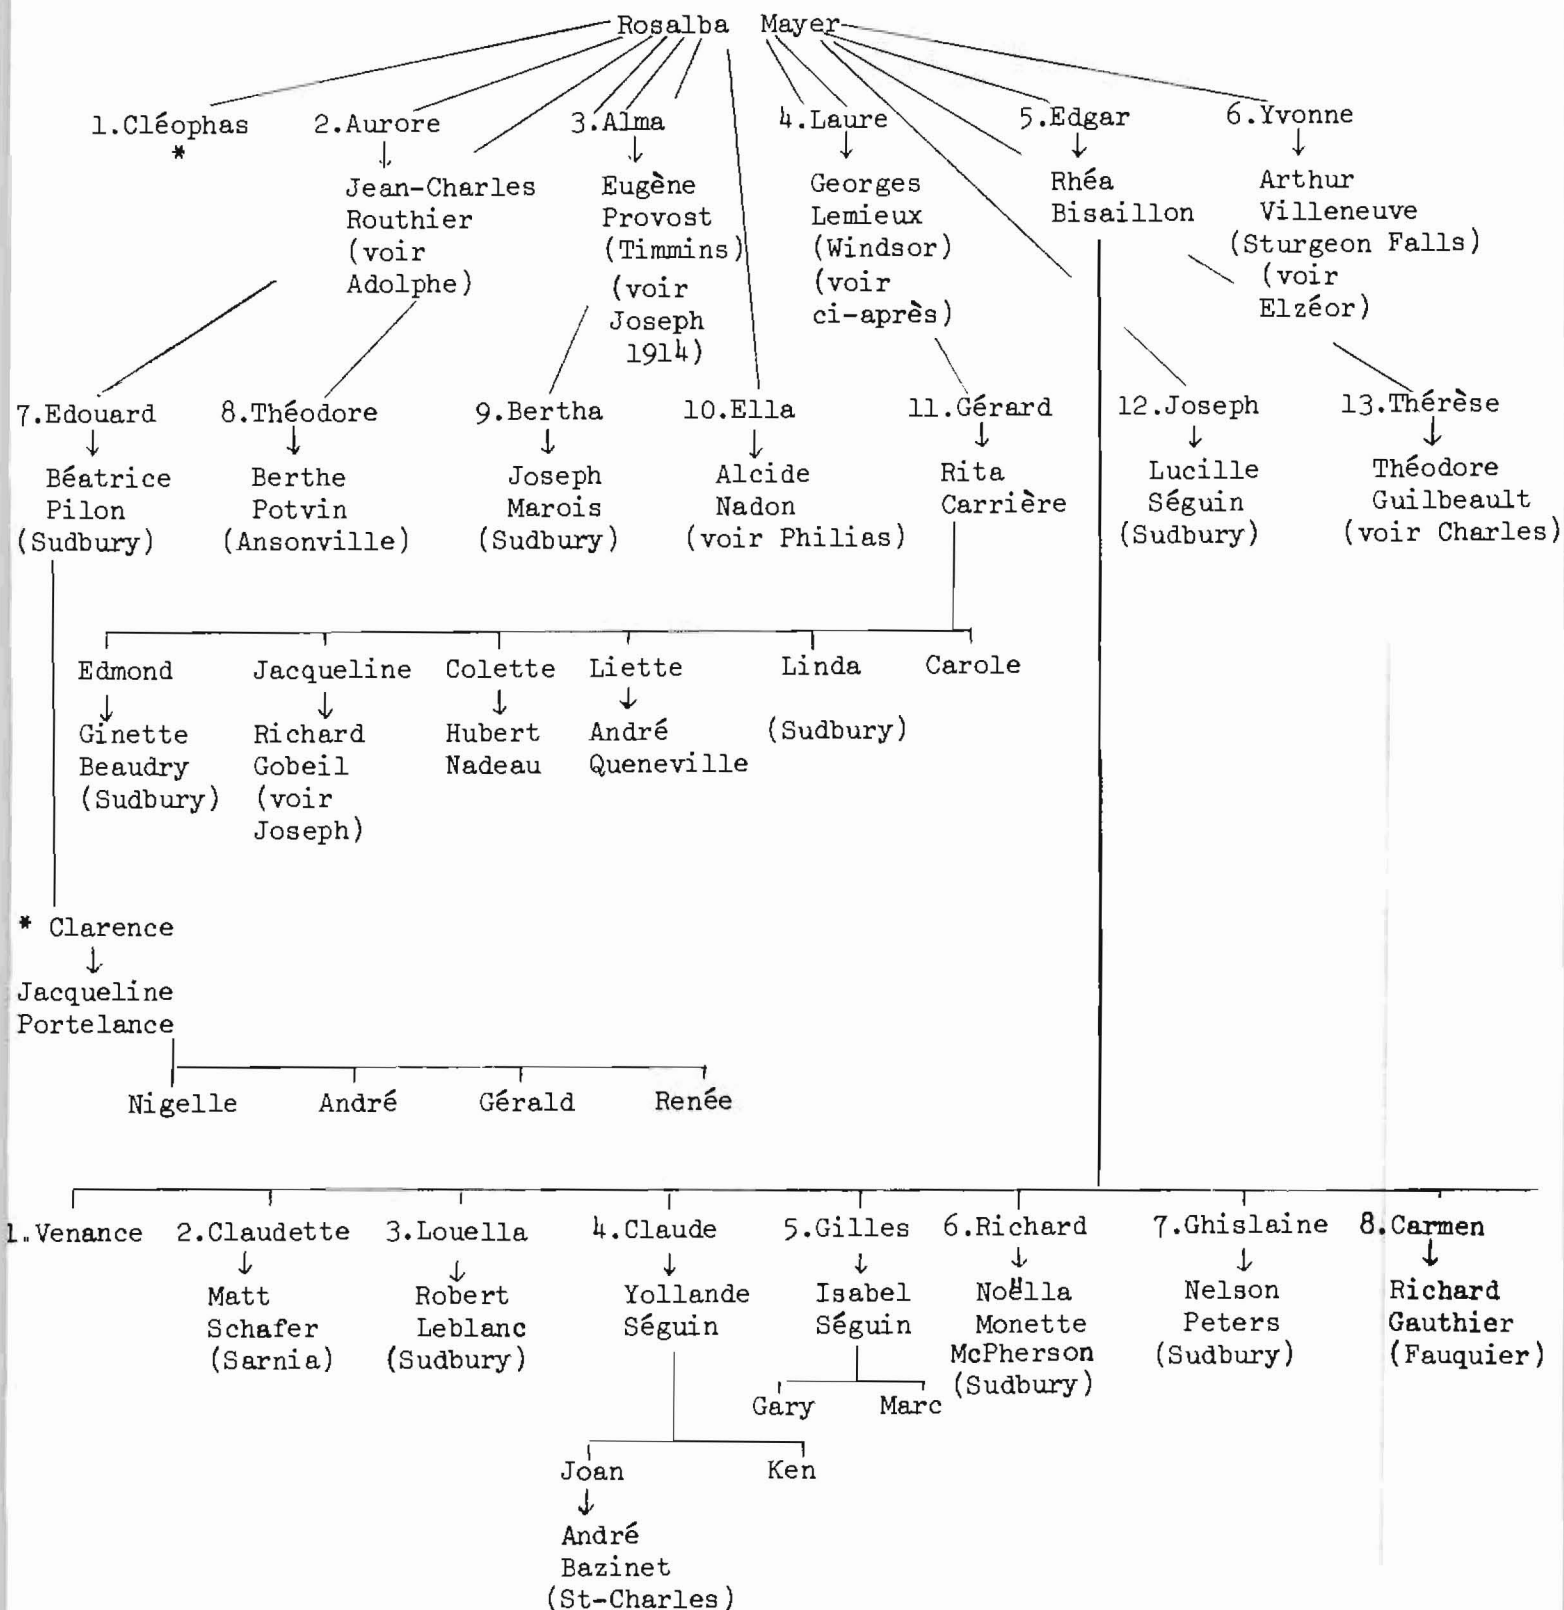 Rosalba Mayer
1.Cléophas 2.Aurore 3.Alma 4.Laure 5.Edgar 6.Yvonne
*
Jean-Charles
Routhier
(voir
Adolphe)
Eugène
Provost
(Timmins)
(voir
Joseph
1914)
Georges
Lemieux
(Windsor)
(voir
ci-après)
Rhéa
Bisaillon
Arthur
Villeneuve
(Sturgeon Falls)
(voir
Elzéor)
7.Edouard 8.Théodore 9.Bertha 10.Ella 11.Gérard 12.Joseph 13.Thérèse
Béatrice
Pilon
(Sudbury)
Berthe
Potvin
(Ansonville)
Joseph
Marois
(Sudbury)
Alcide
Nadon
(voir Philias)
Rita
Carrière
Lucille
Séguin
(Sudbury)
Théodore
Guilbeault
(voir Charles)
Edmond Jacqueline Colette Liette Linda Carole
Ginette
Beaudry
(Sudbury)
Richard
Gobeil
(voir
Joseph)
Hubert
Nadeau
André
Queneville
(Sudbury)
* Clarence
Jacqueline
Portelance
Nigelle André Gérald Renée
1.Venance 2.Claudette 3.Louella 4.Claude 5.Gilles 6.Richard 7.Ghislaine 8.Carmen
Matt
Schafer
(Sarnia)
Robert
Leblanc
(Sudbury)
Yollande
Séguin
Isabel
Séguin
Noëlla
Monette
McPherson
(Sudbury)
Nelson
Peters
(Sudbury)
Richard
Gauthier
(Fauquier)
Gary Marc
Joan Ken
André
Bazinet
(St-Charles)